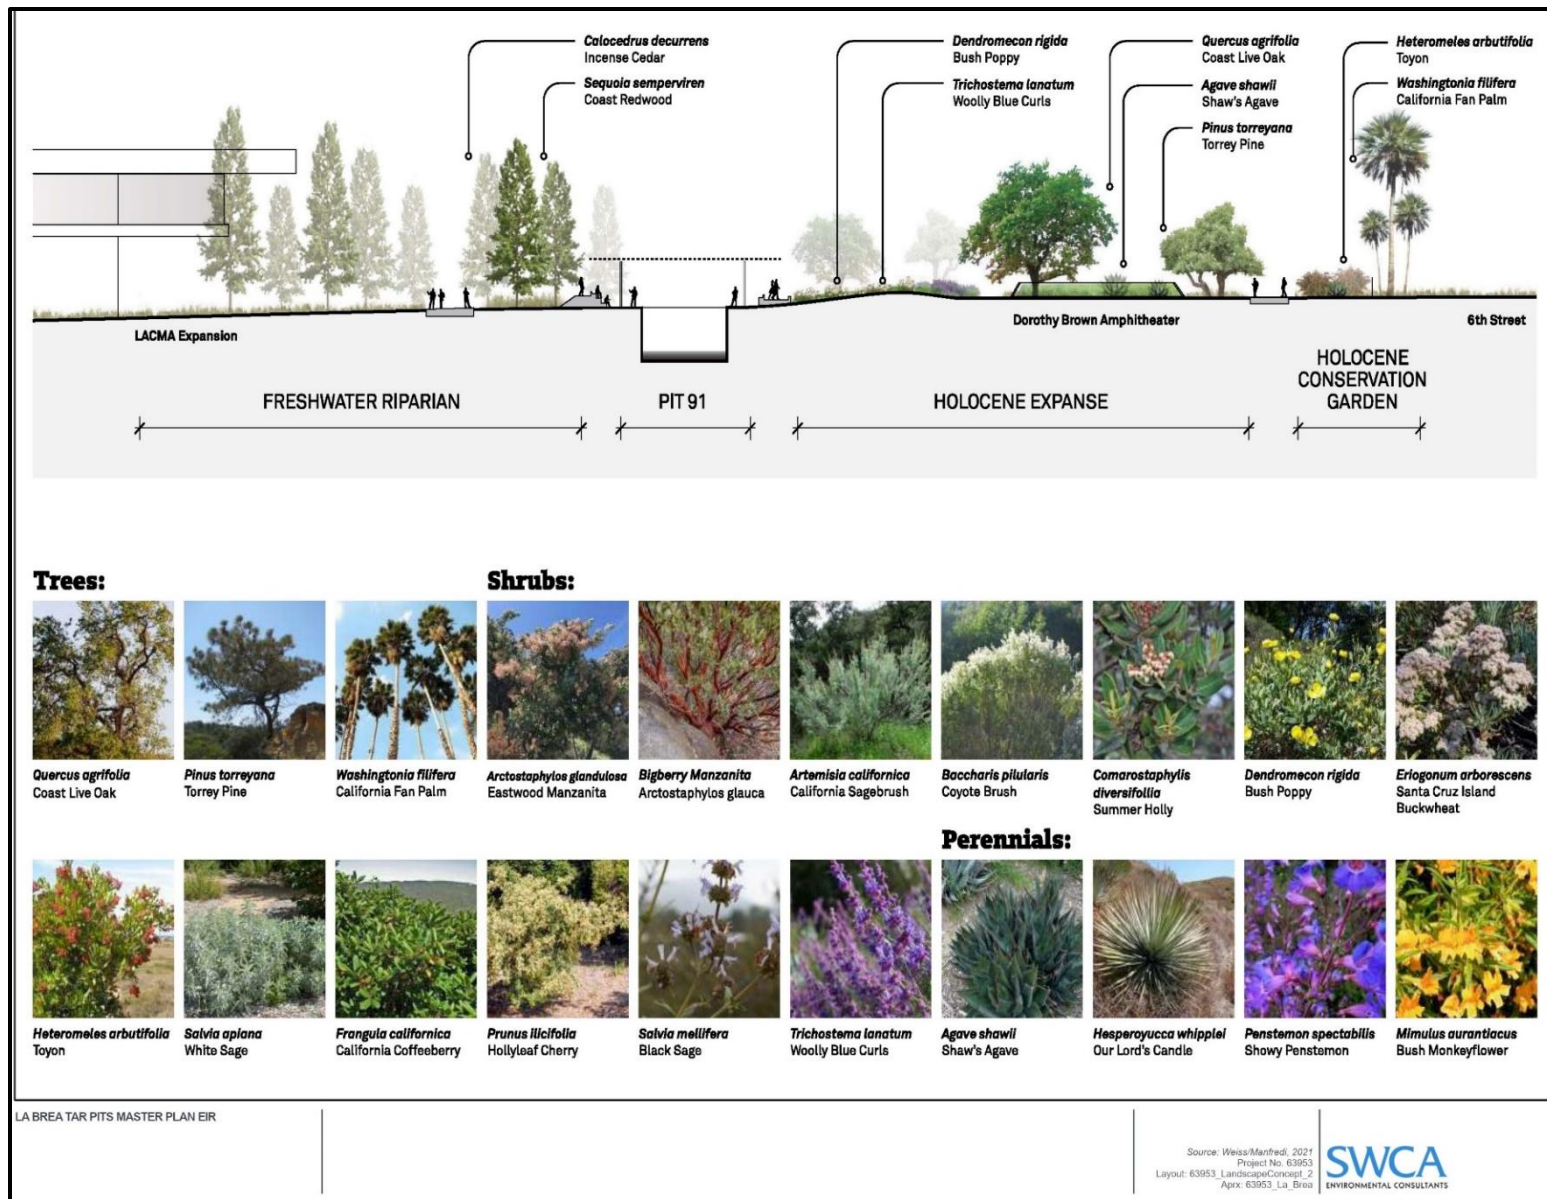 Calocedrus decurrens
Incense Cedar
Sequoia semperviren
Coast Redwood
Dendromecon rigida
Bush Poppy
Trichostema lanatum
Woolly Blue Curls
Quercus agrifolia
Coast Live Oak
Agave shawii
Shaw's Agave
Pinus torreyana
Torrey Pine
Heteromeles arbutifolia
Toyon
Washingtonia filifera
California Fan Palm
LACMA Expansion
Dorothy Brown Amphitheater
6th Street
FRESHWATER RIPARIAN
PIT 91
HOLOCENE EXPANSE
HOLOCENE
CONSERVATION
GARDEN
Trees:
Shrubs:
Quercus agrifolia
Coast Live Oak
Pinus torreyana
Torrey Pine
Washingtonia filifera
California Fan Palm
Arctostaphylos glandulosa
Eastwood Manzanita
Bigberry Manzanita
Arctostaphylos glauca
Artemisia californica
California Sagebrush
Baccharis pilularis
Coyote Brush
Comarostaphylis
diversifollia
Summer Holly
Dendromecon rigida
Bush Poppy
Eriogonum arborescens
Santa Cruz Island
Buckwheat
Perennials:
Heteromeles arbutifolia
Toyon
Salvia apiana
White Sage
Frangula californica
California Coffeeberry
Prunus ilicifolia
Hollyleaf Cherry
Salvia mellifera
Black Sage
Trichostema lanatum
Woolly Blue Curls
Agave shawii
Shaw's Agave
Hesperoyucca whipplei
Our Lord's Candle
Penstemon spectabilis
Showy Penstemon
Mimulus aurantiacus
Bush Monkeyflower
LA BREA TAR PITS MASTER PLAN EIR
Source: Weiss/Manfredi, 2021
Project No. 63953
Layout: 63953_LandscapeConcept_2
Aprx: 63953_La_Brea
SWCA
ENVIRONMENTAL CONSULTANTS